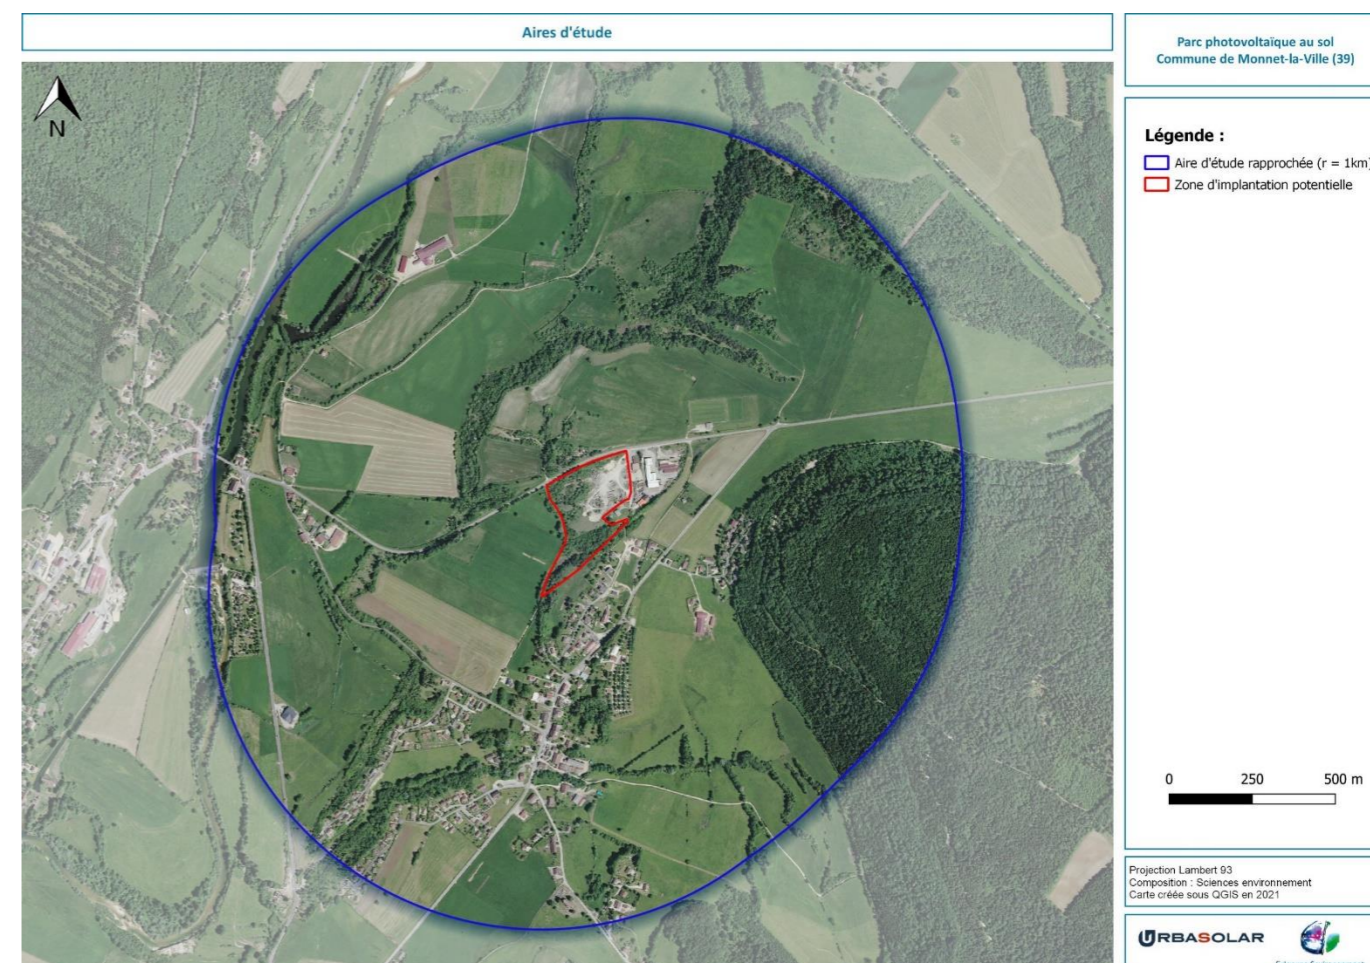 Aires d'étude
Parc photovoltaïque au sol
Commune de Monnet-la-Ville (39)
N
Légende :
Aire d'étude rapprochée (r = 1km)
Zone d'implantation potentielle
0 250 500 m
Projection Lambert 93
Composition : Sciences environnement
Carte créée sous QGIS en 2021
URBASOLAR